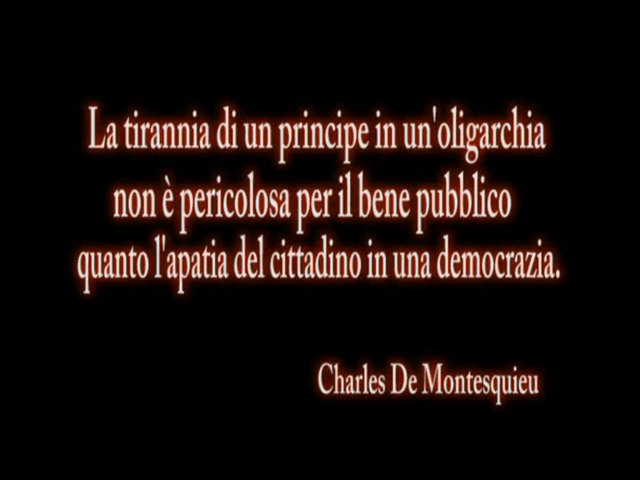 La tirannia di un principe in un'oligarchia
non è pericolosa per il bene pubblico
quanto l'apatia del cittadino in una democrazia.
Charles De Montesquieu